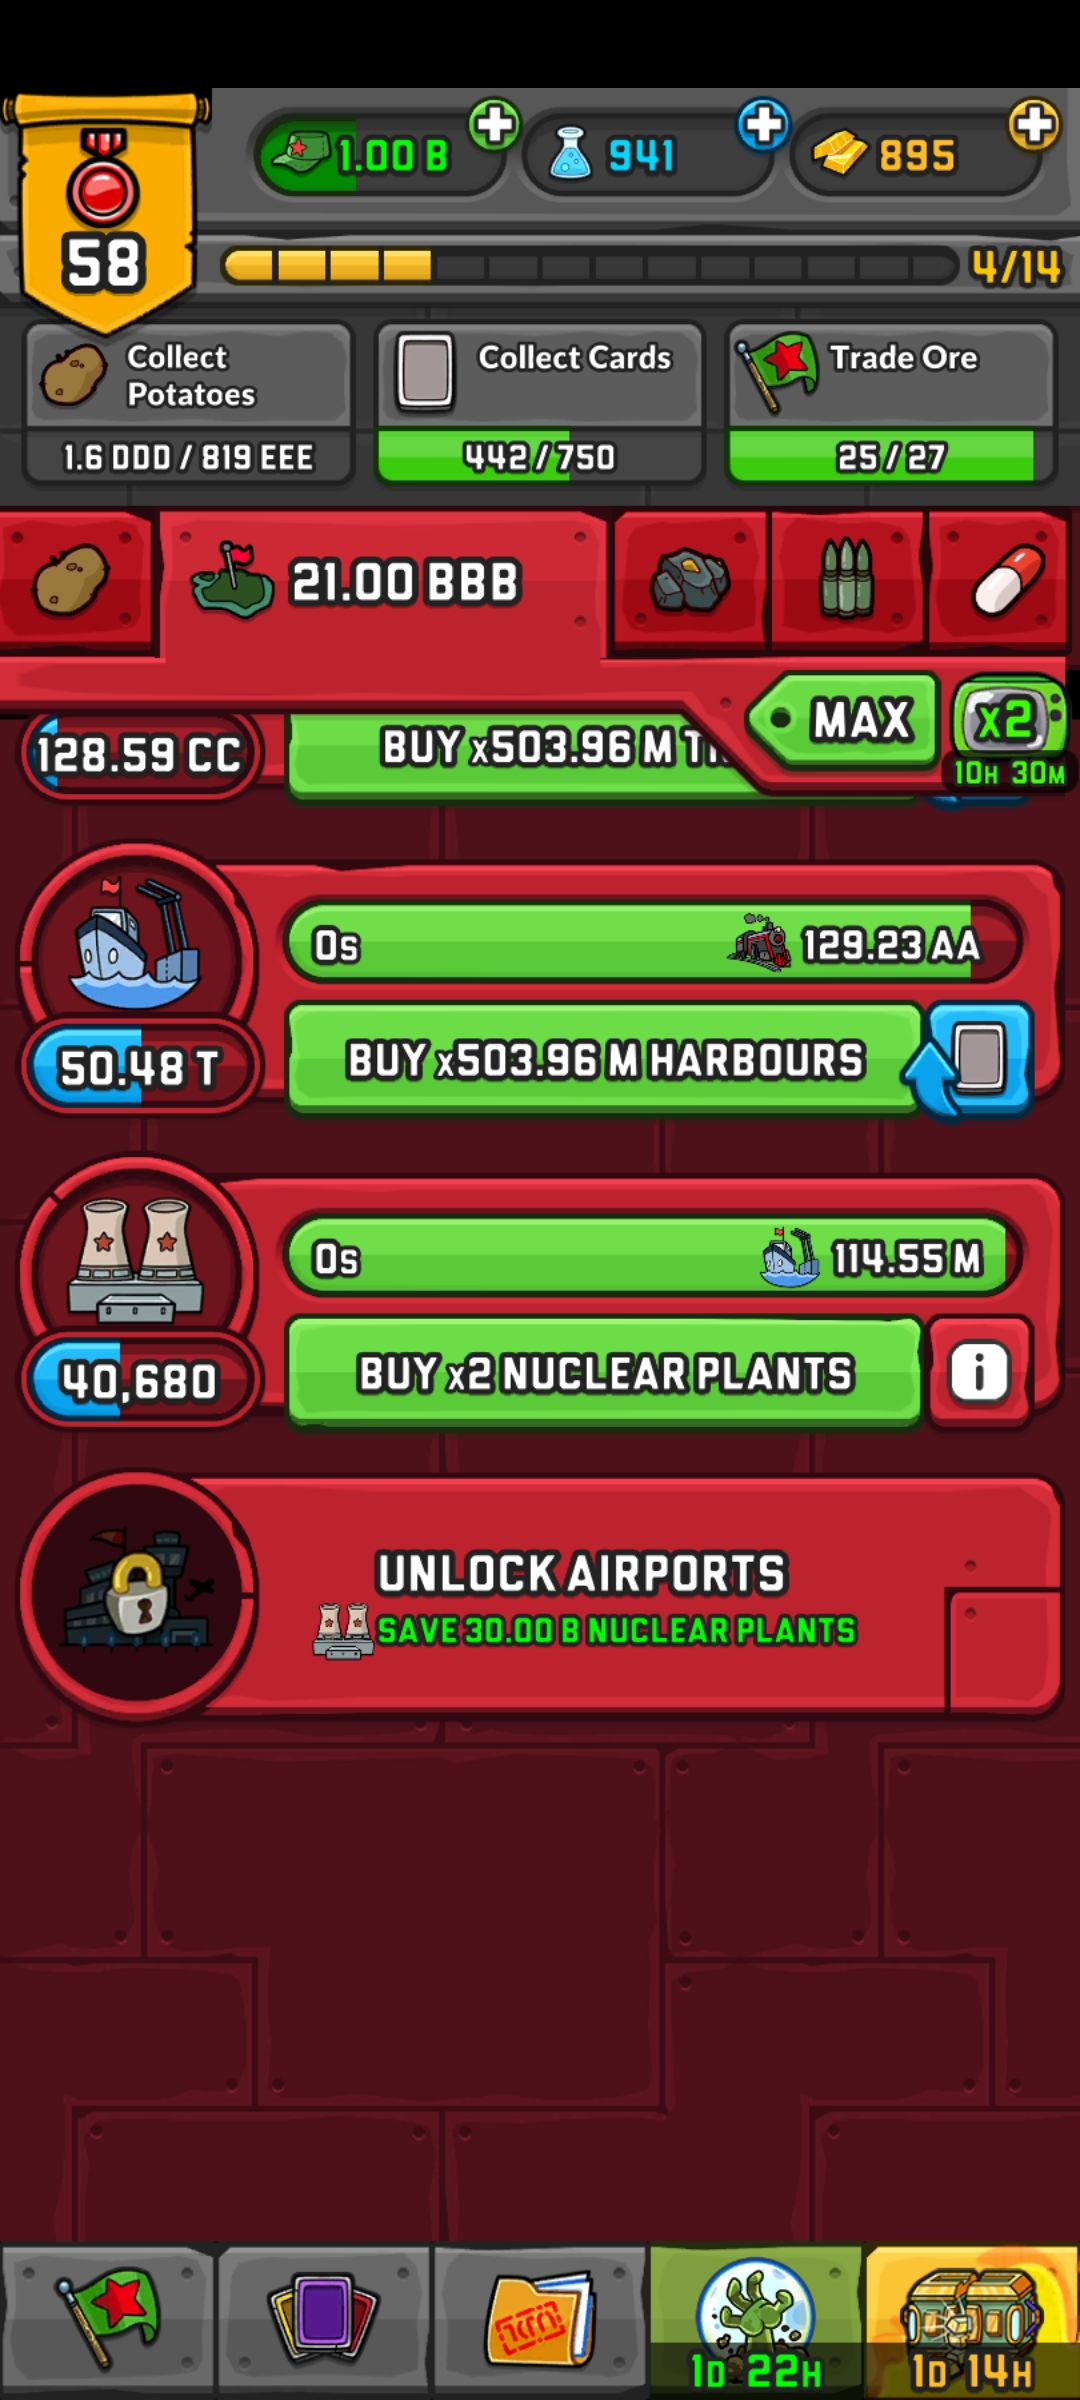 1.00 B
941
895
58
4/14
Collect
Potatoes
1.6 DDD / 819 EEE
Collect Cards
442/750
Trade Ore
25/27
21.00 BBB
MAX
x2
10H 30M
128.59 CC
BUY x503.96 M
0s
129.23 AA
50.48 T
BUY x503.96 M HARBOURS
0s
114.55 M
40,680
BUY x2 NUCLEAR PLANTS
i
UNLOCK AIRPORTS
SAVE 30.00 B NUCLEAR PLANTS
1D 22H
1D 14H